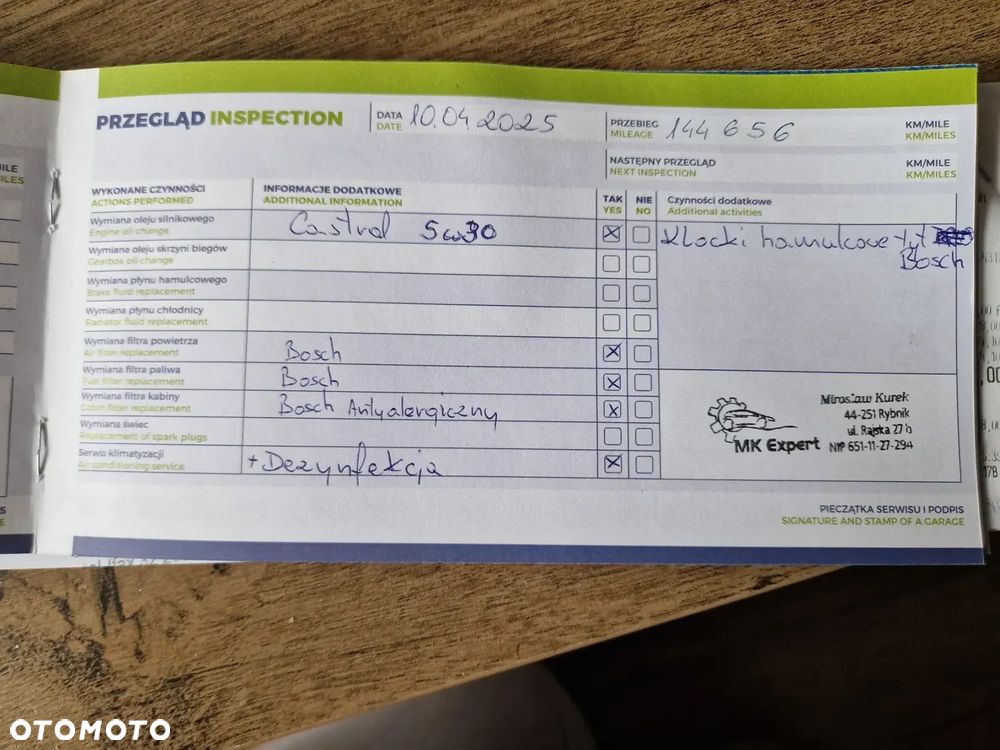 PRZEGLĄD INSPECTION
DATA 10.04.2025
DATE
PRZEBIEG 144 656 KM/MILE
MILEAGE KM/MILES
NASTĘPNY PRZEGLĄD KM/MILE
NEXT INSPECTION KM/MILES
WYKONANE CZYNNOŚCI INFORMACJE DODATKOWE TAK NIE Czynności dodatkowe
ACTIONS PERFORMED ADDITIONAL INFORMATION YES NO Additional activities
Wymiana oleju silnikowego Castrol 5w30 Klocki hamulcowe tył
Engine oil change Bosch
Wymiana oleju skrzyni biegów
Gearbox oil change
Wymiana płynu hamulcowego
Brake fluid replacement
Wymiana płynu chłodnicy
Radiator fluid replacement
Wymiana filtra powietrza Bosch
Air filter replacement
Wymiana filtra paliwa Bosch
Fuel filter replacement
Wymiana filtra kabiny Bosch Antyalergiczny
Cabin filter replacement
Wymiana świec
Replacement of spark plugs
Serwis klimatyzacji + Dezynfekcja
Air conditioning service
MK Expert
Mirosław Kurek
44-251 Rybnik
ul. Rajska 27 b
NIP 651-11-27-294
PIECZĄTKA SERWISU I PODPIS
SIGNATURE AND STAMP OF A GARAGE
OTOMOTO